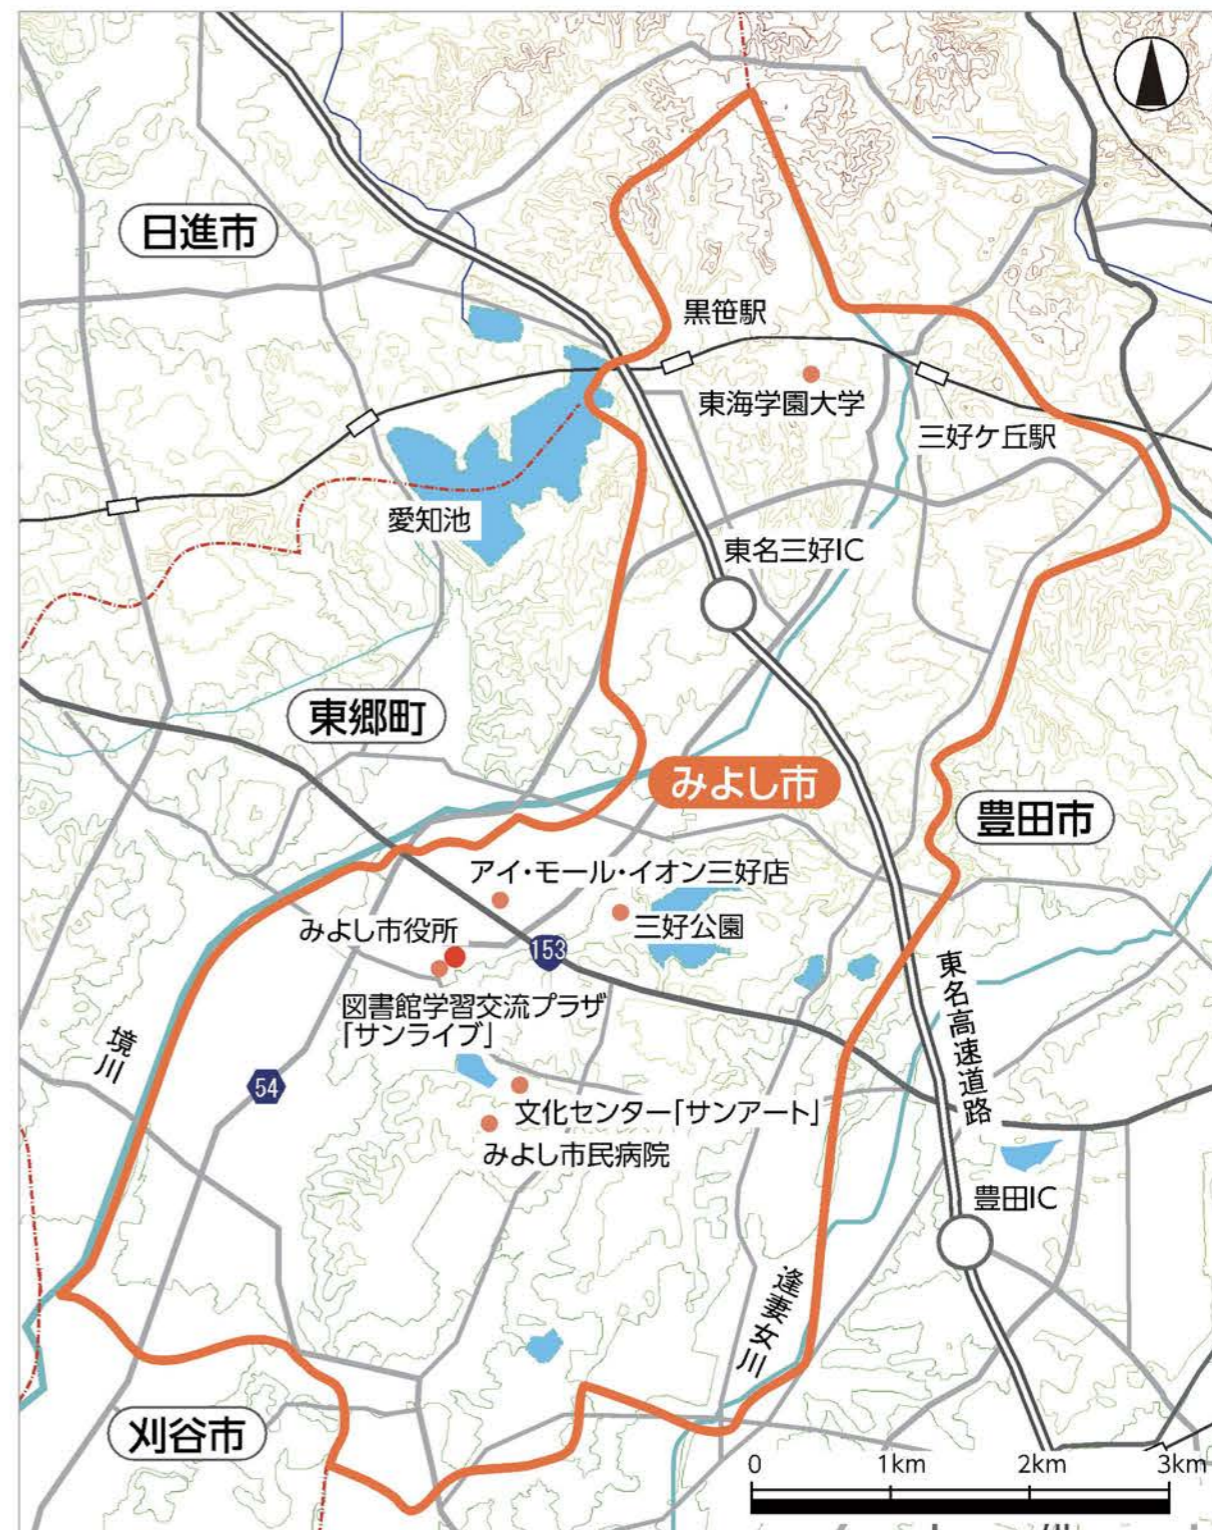 日進市
黒笹駅
東海学園大学
三好ケ丘駅
愛知池
東名三好IC
東郷町
みよし市
豊田市
アイ・モール・イオン三好店
三好公園
みよし市役所
153
図書館学習交流プラザ
「サンライブ」
東名高速道路
境川
54
文化センター「サンアート」
みよし市民病院
豊田IC
逢妻女川
刈谷市
0 1km 2km 3km